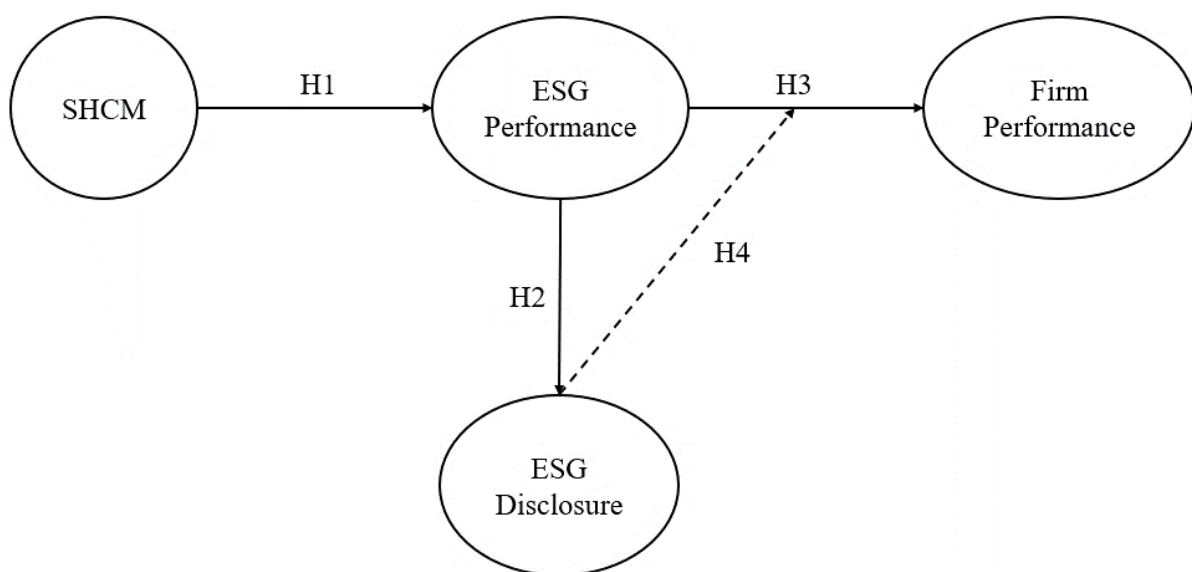 SHCM
H1
ESG
Performance
H3
Firm
Performance
H2
H4
ESG
Disclosure